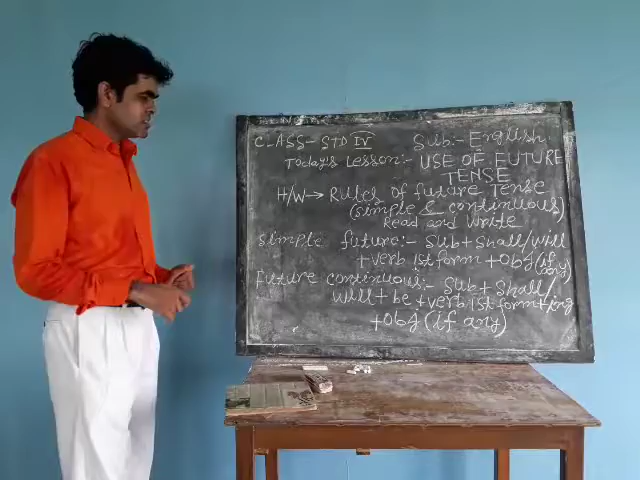 CLASS-STD IV Sub:- English.
Today's Lesson:- USE OF FUTURE
TENSE
H/W→ Rules of future Tense
(simple & continuous)
Read and write
simple future:- Sub+Shall/will
+verb 1st form +obj(if
any)
Future continuous:- Sub+Shall/
will+be+verb 1st form+ing
+obj(if any)